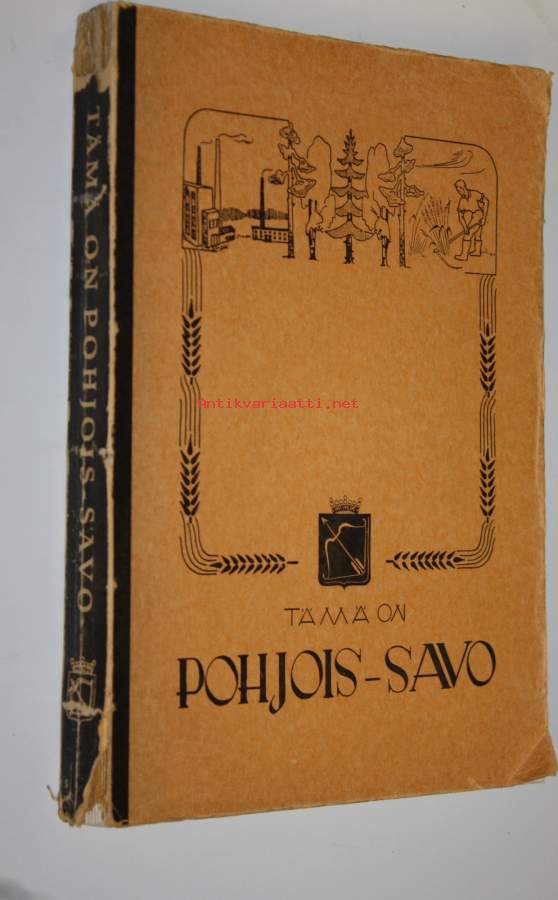 TÄMÄ ON POHJOIS-SAVO
Antikvariaatti.net
TÄMÄ ON
POHJOIS-SAVO